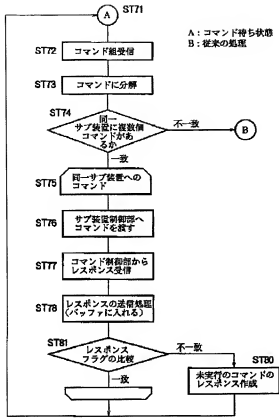 A ST71
A：コマンド待ち状態
B：従来の処理
ST72 コマンド組受信
ST73 コマンドに分解
ST74
同一
サブ装置に複数個
コマンドがあ
るか
不一致
B
一致
ST75 同一サブ装置への
コマンド
ST76 サブ装置制御部へ
コマンドを渡す
ST77 コマンド制御部から
レスポンス受信
ST78 レスポンスの送信処理
(バッファに入れる)
ST81
レスポンス
フラグの比較
不一致
ST80
未実行のコマンドの
レスポンス作成
一致